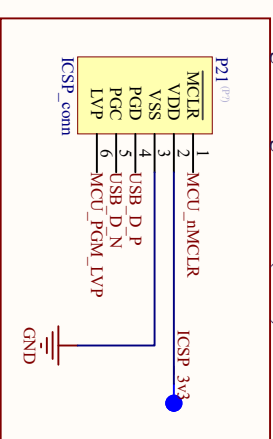 P21 (P?)
MCLR
VDD
VSS
PGD
PGC
LVP
ICSP_conn
1
2
3
4
5
6
MCU_nMCLR
USB_D_P
USB_D_N
MCU_PGM_LVP
ICSP_3v3
GND